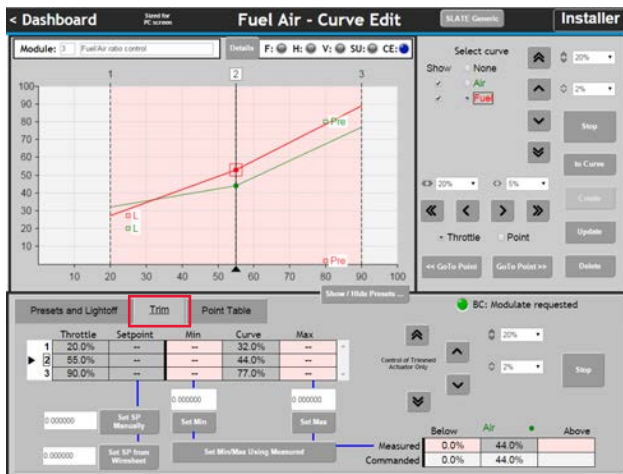 < Dashboard
Sized for
PC screen
Fuel Air - Curve Edit
SLATE Generic
Installer
Module: 3 Fuel/Air ratio control
Details
F: H: V: SU: CE:
1 2 3
100
90
80
70
60
50
40
30
20
10
10 20 30 40 50 60 70 80 90 100
Pre
L
L
Pre
Show / Hide Presets ...
Select curve
Show
None
Air
Fuel
20%
2%
Stop
to Curve
Create
Update
Delete
20%
5%
Throttle Point
<< GoTo Point
GoTo Point>>
Presets and Lightoff
Trim
Point Table
Throttle Setpoint Min Curve Max
1 20.0% -- -- 32.0% --
2 55.0% -- -- 44.0% --
3 90.0% -- -- 77.0% --
0.000000
0.000000
0.000000
Set SP
Manually
Set Min
Set Max
0.000000
Set SP from
Wiresheet
Set Min/Max Using Measured
BC: Modulate requested
Control of Trimmed
Actuator Only
20%
2%
Stop
Below Air Above
Measured 0.0% 44.0%
Commanded 0.0% 44.0%